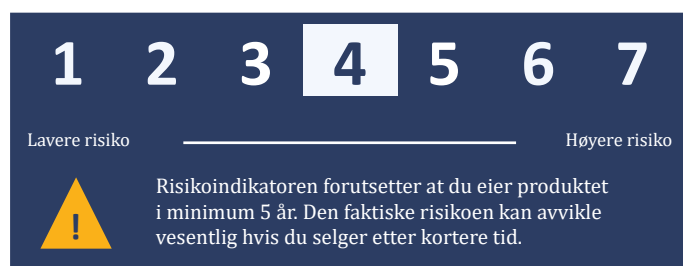 1 2 3 4 5 6 7
Lavere risiko Høyere risiko
!
Risikoindikatoren forutsetter at du eier produktet
i minimum 5 år. Den faktiske risikoen kan avvikle
vesentlig hvis du selger etter kortere tid.